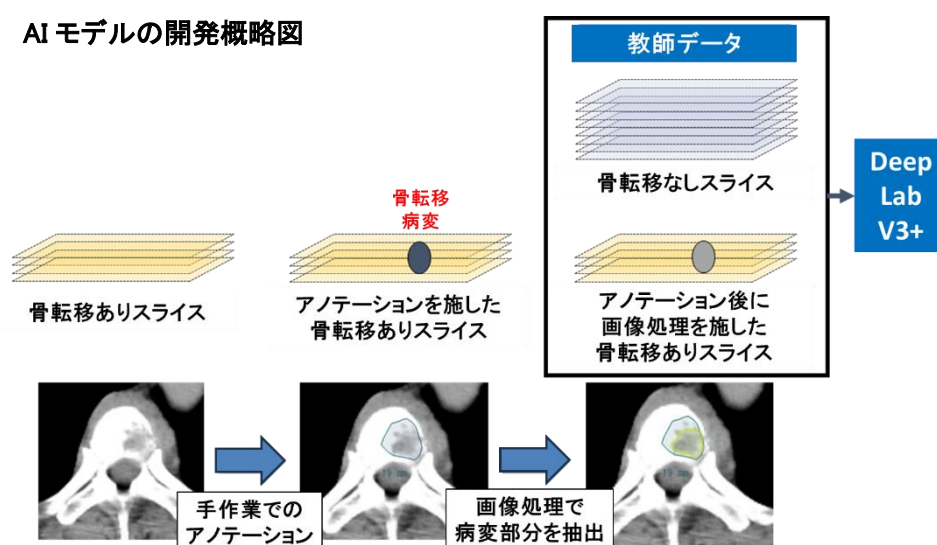 AI モデルの開発概略図
教師データ
骨転移なしスライス
Deep
Lab
V3+
骨転移
病変
骨転移ありスライス
アノテーションを施した
骨転移ありスライス
アノテーション後に
画像処理を施した
骨転移ありスライス
手作業での
アノテーション
画像処理で
病変部分を抽出